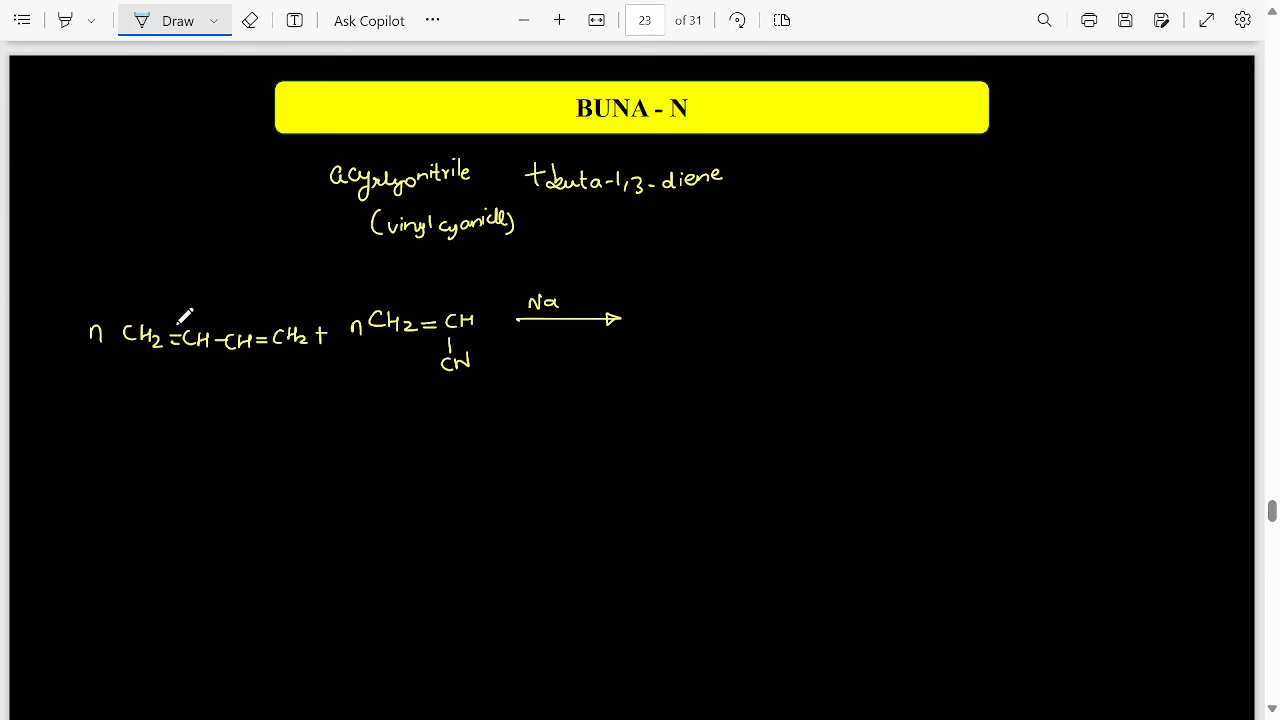 Draw
Ask Copilot
23 of 31
BUNA - N
acyrlyonitrile + buta-1,3-diene
(vinyl cyanide)
n CH2=CH-CH=CH2 + n CH2=CH Na
CN